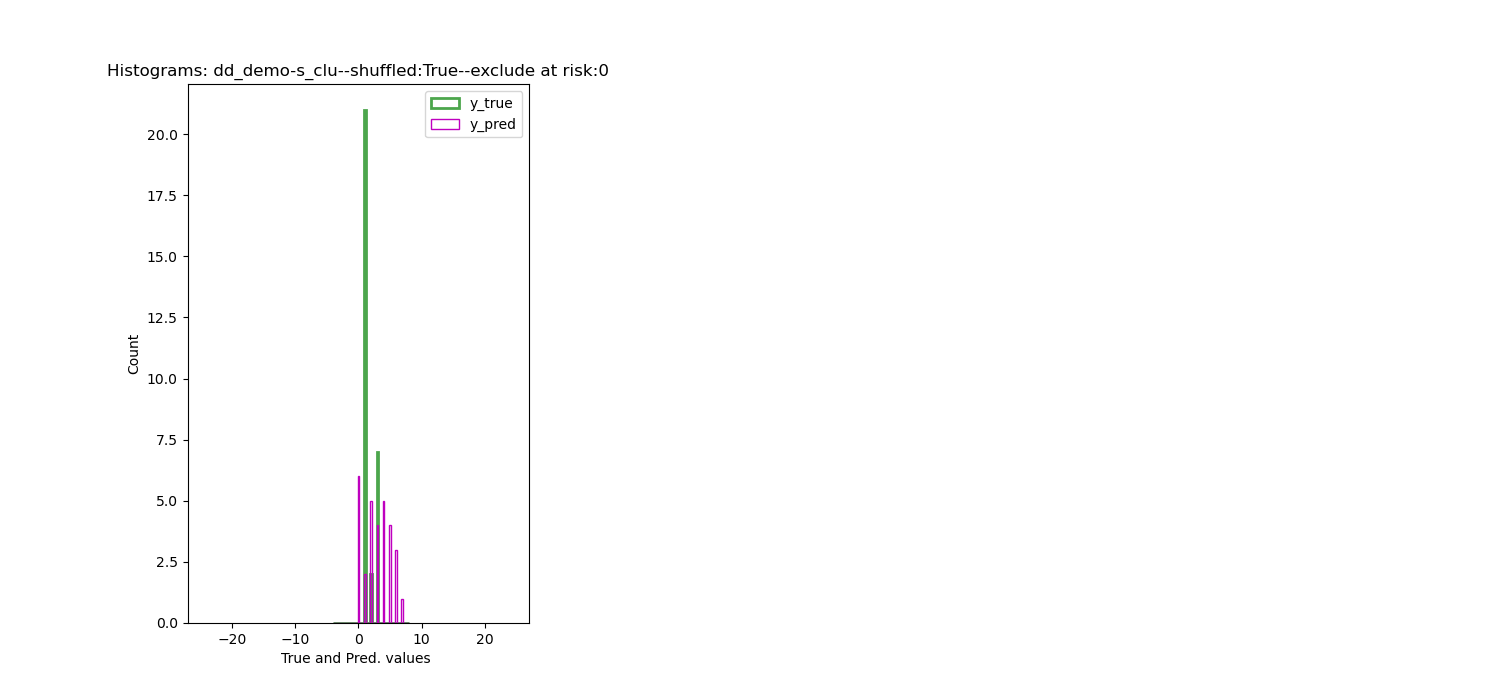 Histograms: dd_demo-s_clu--shuffled:True--exclude at risk:0
y_true
y_pred
20.0
17.5
15.0
12.5
10.0
7.5
5.0
2.5
0.0
Count
−20
−10
0
10
20
True and Pred. values